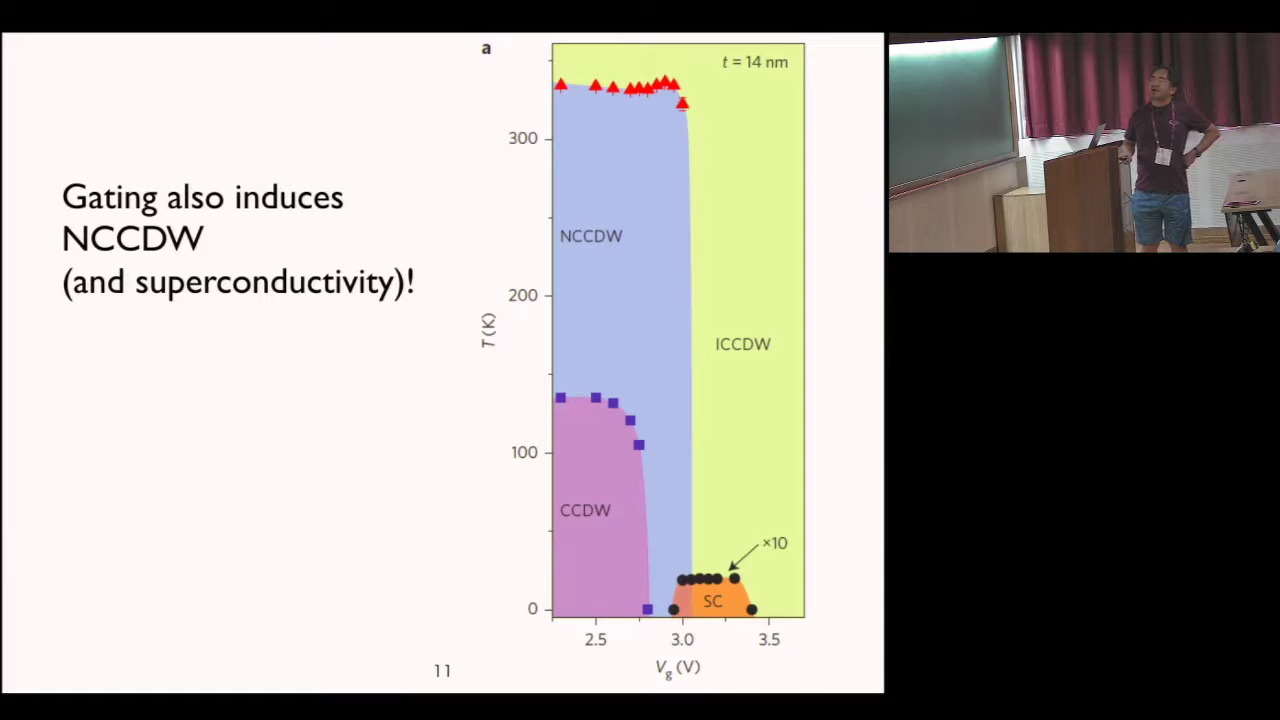 Gating also induces
NCCDW
(and superconductivity)!
a
t = 14 nm
300
NCCDW
200
T (K)
ICCDW
100
CCDW
×10
SC
0
2.5 3.0 3.5
Vg (V)
11